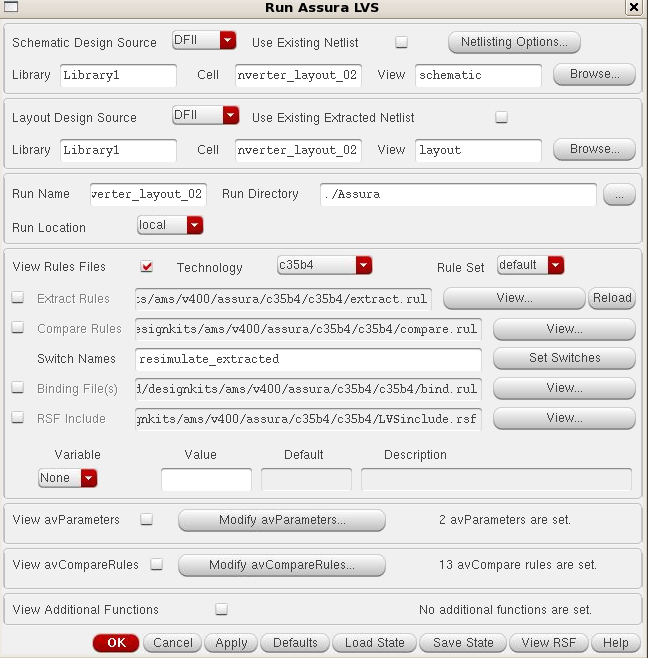 Run Assura LVS
Schematic Design Source DFII Use Existing Netlist Netlisting Options...
Library Library1 Cell nverter_layout_02 View schematic Browse...
Layout Design Source DFII Use Existing Extracted Netlist
Library Library1 Cell nverter_layout_02 View layout Browse...
Run Name verter_layout_02 Run Directory ./Assura ...
Run Location local
View Rules Files Technology c35b4 Rule Set default
Extract Rules ts/ams/v400/assura/c35b4/c35b4/extract.rul View... Reload
Compare Rules esignkits/ams/v400/assura/c35b4/c35b4/compare.rul View...
Switch Names resimulate_extracted Set Switches
Binding File(s) d/designkits/ams/v400/assura/c35b4/c35b4/bind.rul View...
RSF Include gnkits/ams/v400/assura/c35b4/c35b4/LVSinclude.rsf View...
Variable Value Default Description
None
View avParameters Modify avParameters... 2 avParameters are set.
View avCompareRules Modify avCompareRules... 13 avCompare rules are set.
View Additional Functions No additional functions are set.
OK Cancel Apply Defaults Load State Save State View RSF Help